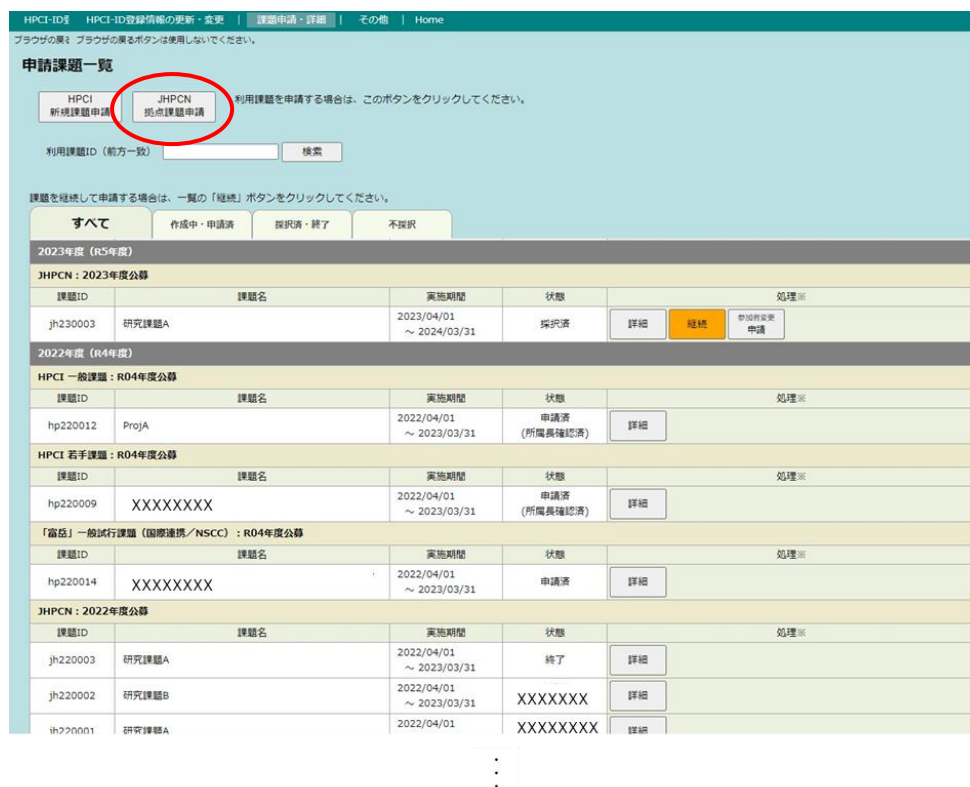 HPCI-ID HPCI-ID登録情報の更新・変更 | 課題申請・詳細 | その他 | Home
ブラウザの戻 ブラウザの戻るボタンは使用しないでください。
申請課題一覧
HPCI
新規課題申請
JHPCN
拠点課題申請
利用課題を申請する場合は、このボタンをクリックしてください。
利用課題ID（前方一致） 検索
課題を継続して申請する場合は、一覧の「継続」ボタンをクリックしてください。
すべて 作成中・申請済 採択済・終了 不採択
2023年度（R5年度）
JHPCN：2023年度公募
課題ID 課題名 実施期間 状態 処理※
jh230003 研究課題A 2023/04/01 ～ 2024/03/31 採択済 詳細 継続 参加者変更 申請
2022年度（R4年度）
HPCI 一般課題：R04年度公募
課題ID 課題名 実施期間 状態 処理※
hp220012 ProjA 2022/04/01 ～ 2023/03/31 申請済 (所属長確認済) 詳細
HPCI 若手課題：R04年度公募
課題ID 課題名 実施期間 状態 処理※
hp220009 XXXXXXXX 2022/04/01 ～ 2023/03/31 申請済 (所属長確認済) 詳細
「富岳」一般試行課題（国際連携／NSCC）：R04年度公募
課題ID 課題名 実施期間 状態 処理※
hp220014 XXXXXXXX 2022/04/01 ～ 2023/03/31 申請済 詳細
JHPCN：2022年度公募
課題ID 課題名 実施期間 状態 処理※
jh220003 研究課題A 2022/04/01 ～ 2023/03/31 終了 詳細
jh220002 研究課題B 2022/04/01 ～ 2023/03/31 XXXXXXX 詳細
jh220001 研究課題A 2022/04/01 XXXXXXXX 詳細